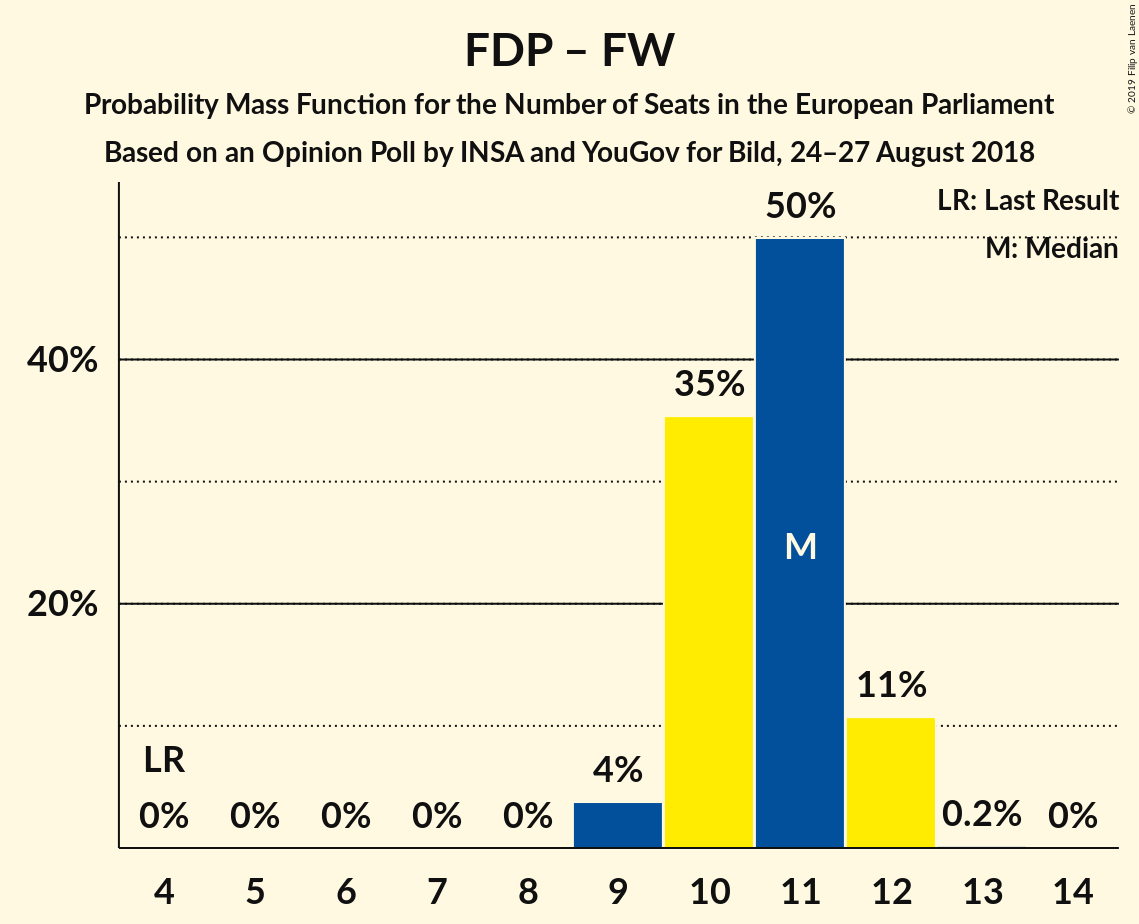 FDP – FW
Probability Mass Function for the Number of Seats in the European Parliament
Based on an Opinion Poll by INSA and YouGov for Bild, 24–27 August 2018
© 2019 Filip van Laenen
LR: Last Result
M: Median
50%
40%
35%
M
20%
11%
LR
4%
0% 0% 0% 0% 0% 0.2% 0%
4 5 6 7 8 9 10 11 12 13 14